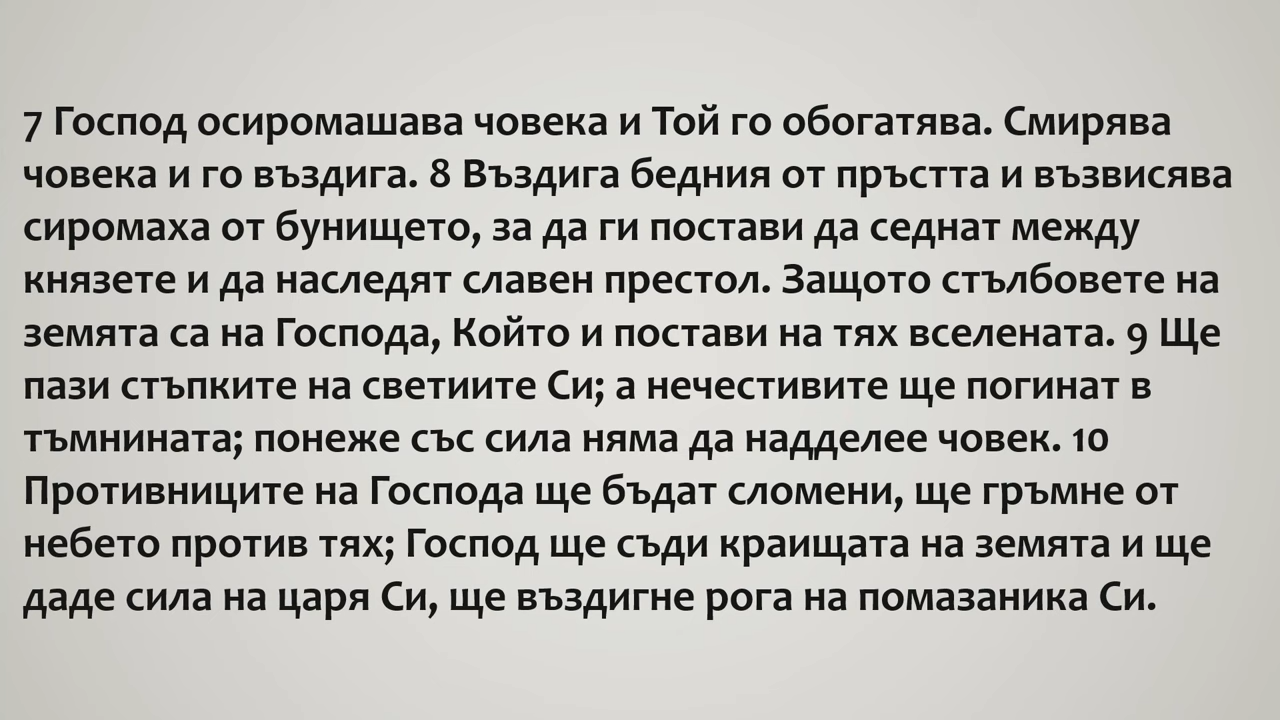 7 Господ осиромашава човека и Той го обогатява. Смирява
човека и го въздига. 8 Въздига бедния от пръстта и възвисява
сиромаха от бунището, за да ги постави да седнат между
князете и да наследят славен престол. Защото стълбовете на
земята са на Господа, Който и постави на тях вселената. 9 Ще
пази стъпките на светиите Си; а нечестивите ще погинат в
тъмнината; понеже със сила няма да надделее човек. 10
Противниците на Господа ще бъдат сломени, ще гръмне от
небето против тях; Господ ще съди краищата на земята и ще
даде сила на царя Си, ще въздигне рога на помазаника Си.